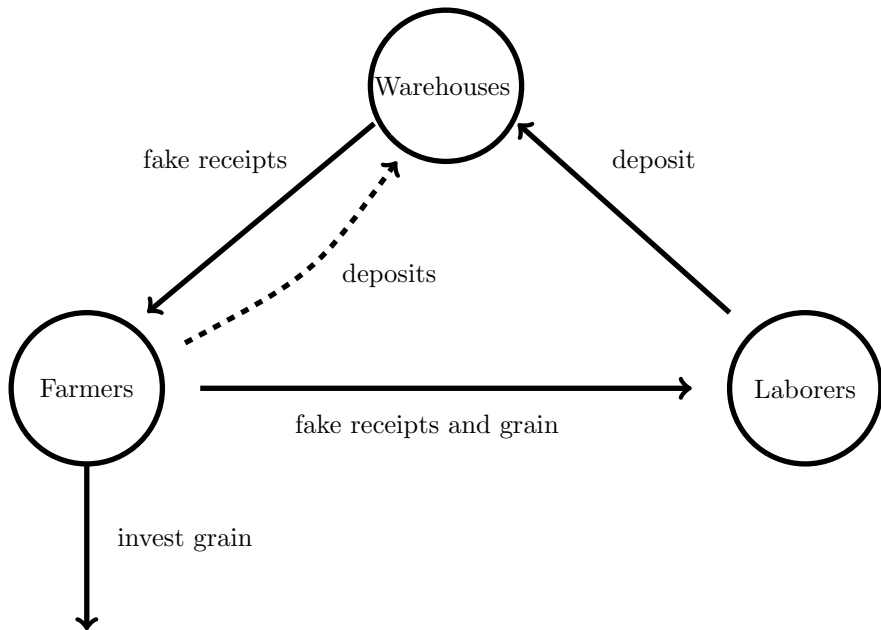 Warehouses
fake receipts
deposit
deposits
Farmers
Laborers
fake receipts and grain
invest grain